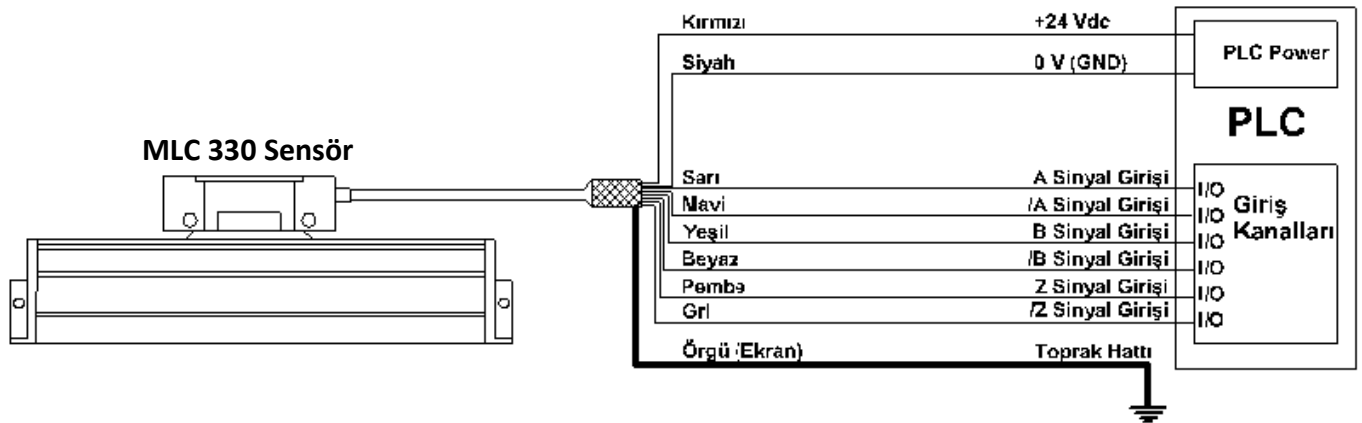 Kırmızı +24 Vdc
PLC Power
Siyah 0 V (GND)
PLC
MLC 330 Sensör
Sarı A Sinyal Girişi I/O
Mavi /A Sinyal Girişi I/O
Giriş
Kanalları
Yeşil B Sinyal Girişi I/O
Beyaz /B Sinyal Girişi I/O
Pembe Z Sinyal Girişi I/O
Gri /Z Sinyal Girişi I/O
Örgü (Ekran) Toprak Hattı